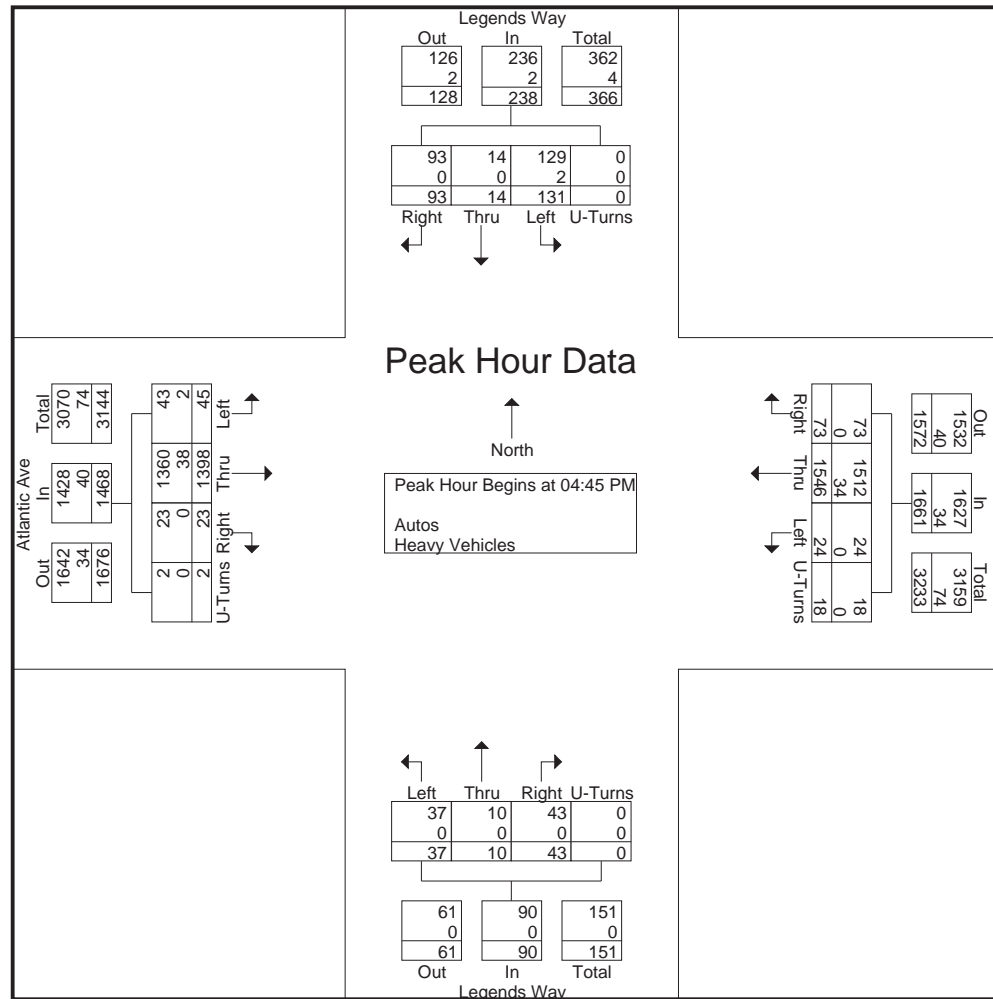 Legends Way
Out In Total
126 236 362
2 2 4
128 238 366
93 14 129 0
0 0 2 0
93 14 131 0
Right Thru Left U-Turns
Peak Hour Data
North
Peak Hour Begins at 04:45 PM
Autos
Heavy Vehicles
Atlantic Ave
Out In Total
1642 1428 3070
34 40 74
1676 1468 3144
2 23 1360 43
0 0 38 2
2 23 1398 45
U-Turns Right Thru Left
Out In Total
1532 1627 3159
40 34 74
1572 1661 3233
73 1512 24 18
0 34 0 0
73 1546 24 18
Right Thru Left U-Turns
Left Thru Right U-Turns
37 10 43 0
0 0 0 0
37 10 43 0
61 90 151
0 0 0
61 90 151
Out In Total
Legends Way